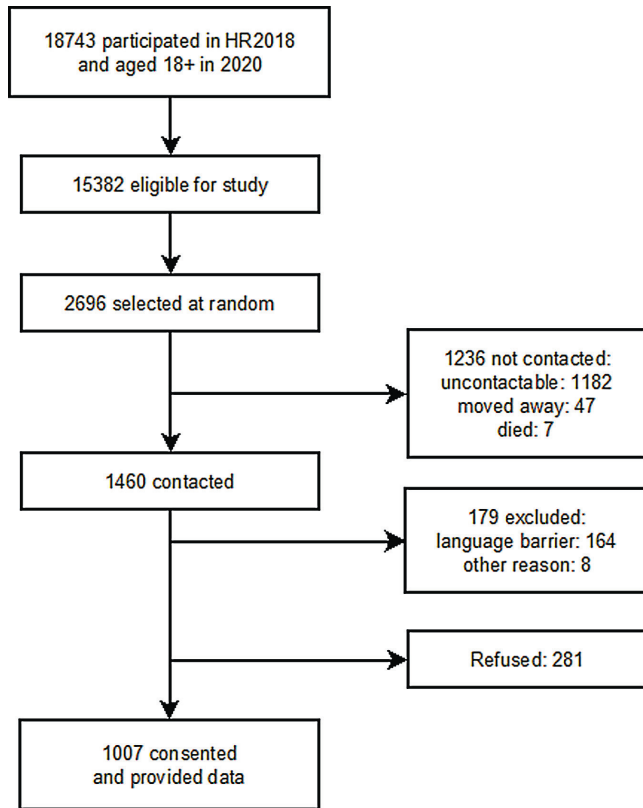 18743 participated in HR2018
and aged 18+ in 2020
15382 eligible for study
2696 selected at random
1236 not contacted:
uncontactable: 1182
moved away: 47
died: 7
1460 contacted
179 excluded:
language barrier: 164
other reason: 8
Refused: 281
1007 consented
and provided data